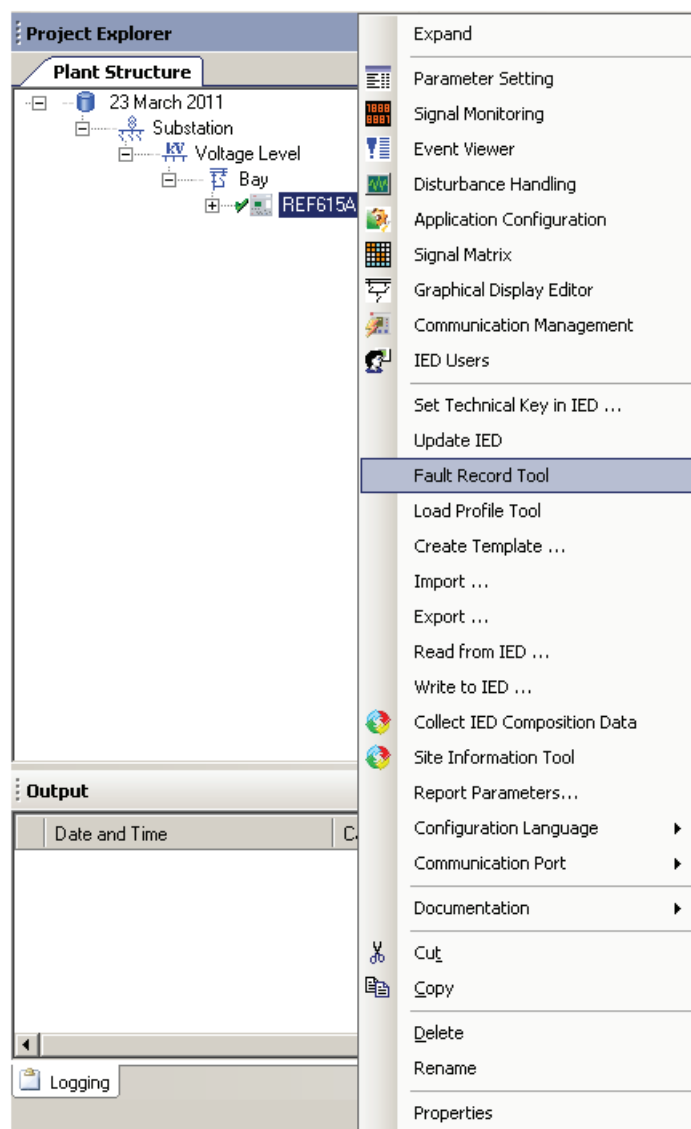 Project Explorer
Plant Structure
23 March 2011
Substation
Voltage Level
Bay
REF615A
Output
Date and Time
Logging
Expand
Parameter Setting
Signal Monitoring
Event Viewer
Disturbance Handling
Application Configuration
Signal Matrix
Graphical Display Editor
Communication Management
IED Users
Set Technical Key in IED ...
Update IED
Fault Record Tool
Load Profile Tool
Create Template ...
Import ...
Export ...
Read from IED ...
Write to IED ...
Collect IED Composition Data
Site Information Tool
Report Parameters...
Configuration Language
Communication Port
Documentation
Cut
Copy
Delete
Rename
Properties